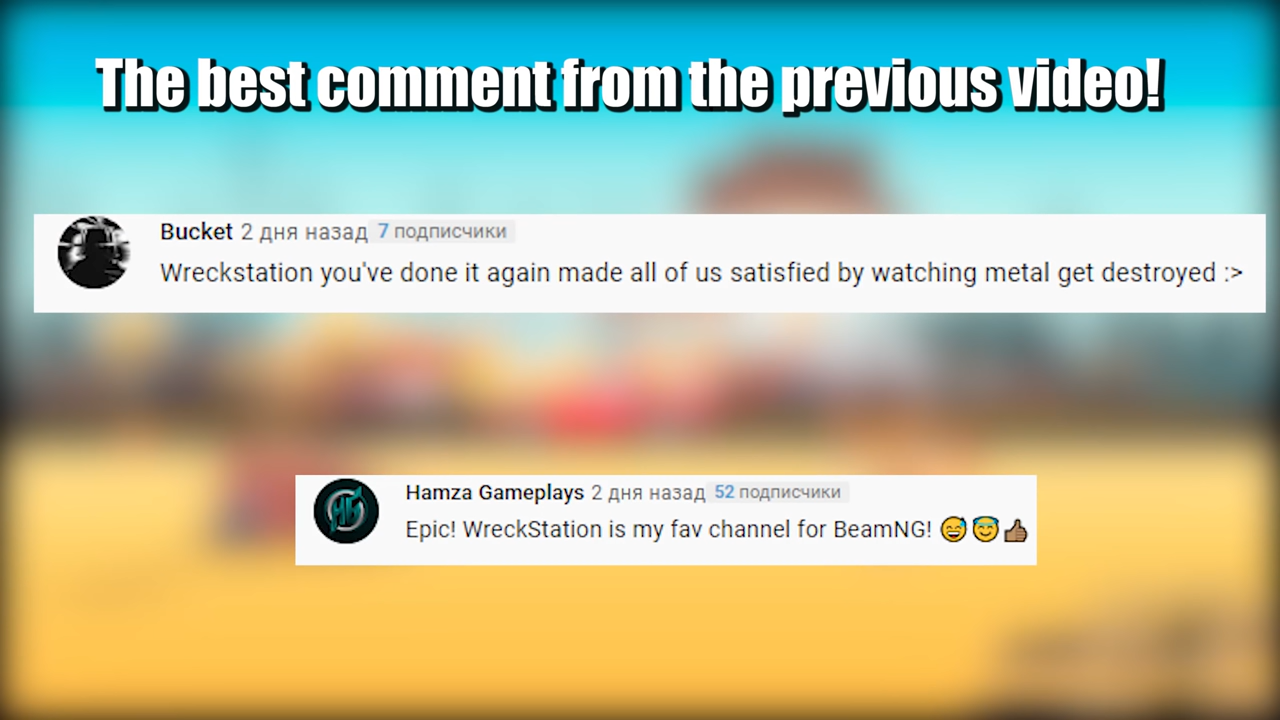 The best comment from the previous video!
Bucket 2 дня назад 7 подписчики
Wreckstation you've done it again made all of us satisfied by watching metal get destroyed :>
Hamza Gameplays 2 дня назад 52 подписчики
Epic! WreckStation is my fav channel for BeamNG! 😅😇👍🏾